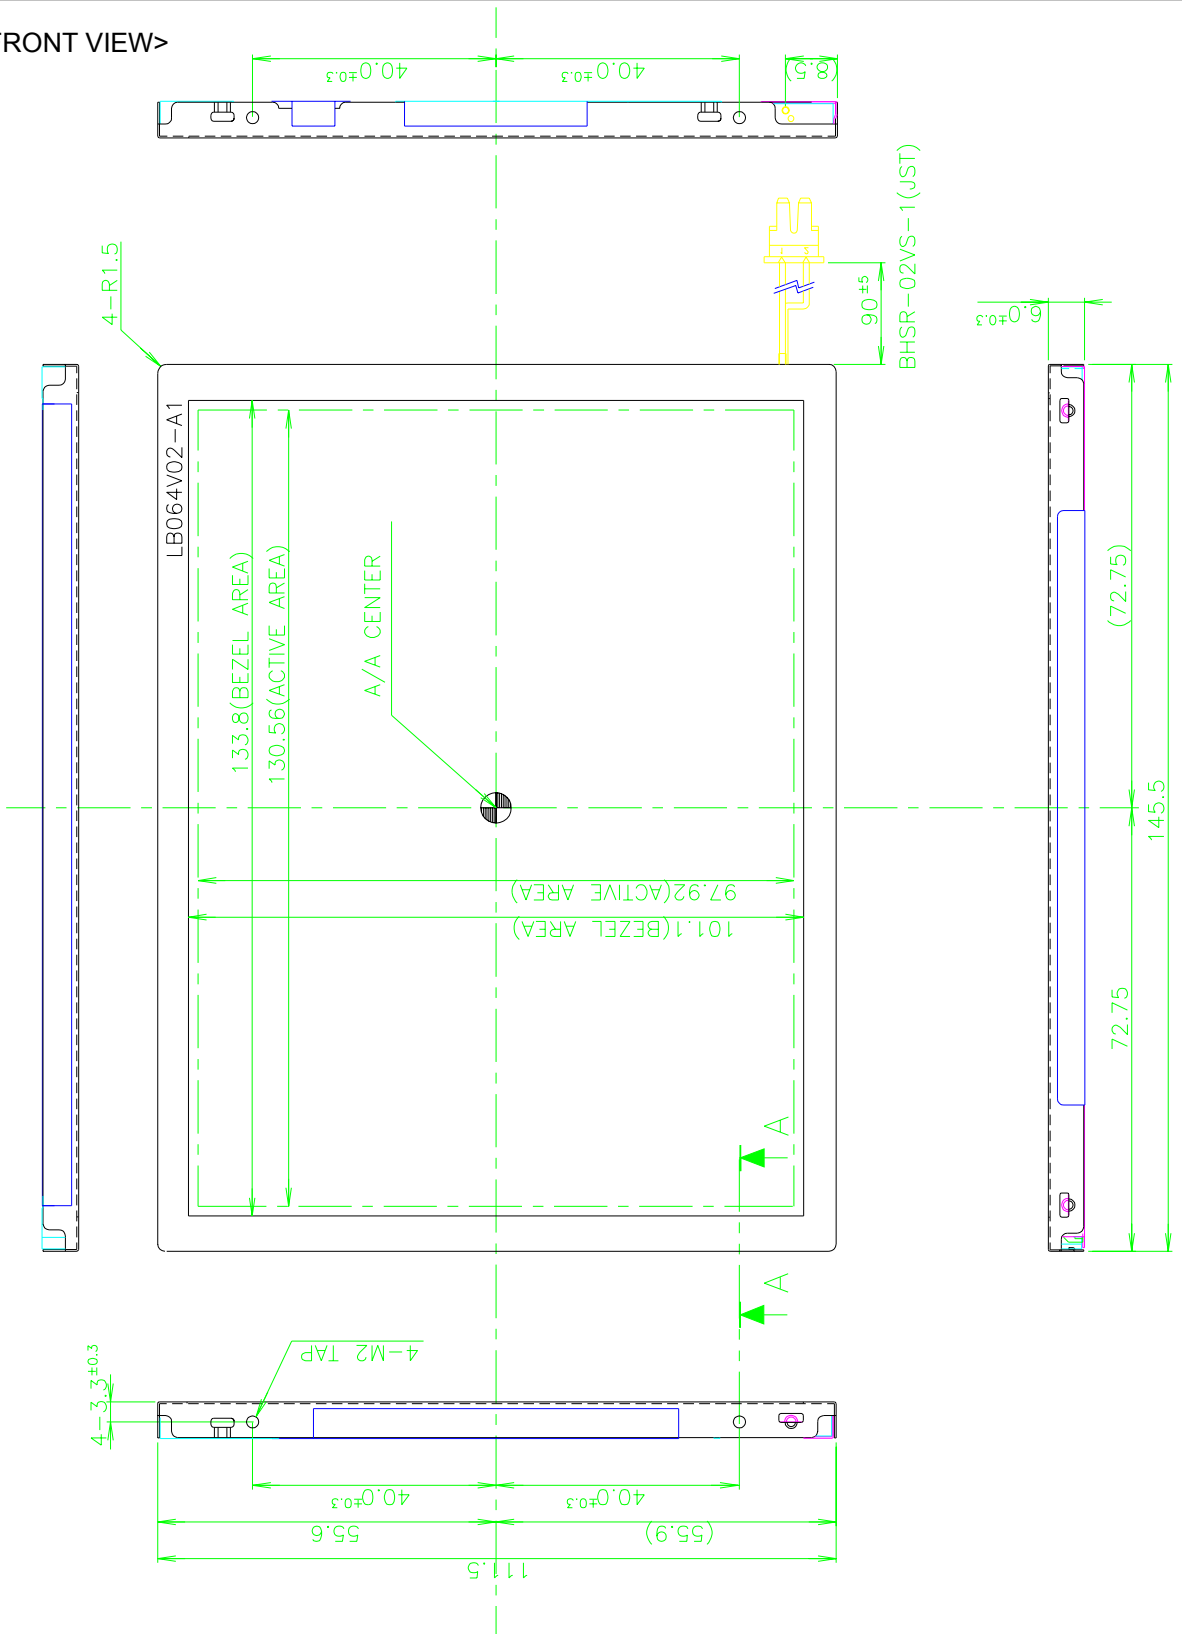 FRONT VIEW>
40.0±0.3
40.0±0.3
(8.5)
BHSR-02VS-1(JST)
90±5
1 2
4-R1.5
6.0±0.3
LB064V02-A1
133.8(BEZEL AREA)
130.56(ACTIVE AREA)
A/A CENTER
(72.75)
145.5
72.75
97.92(ACTIVE AREA)
101.1(BEZEL AREA)
A
A
4-M2 TAP
4-3.3±0.3
40.0±0.3
40.0±0.3
55.6
(55.9)
111.5